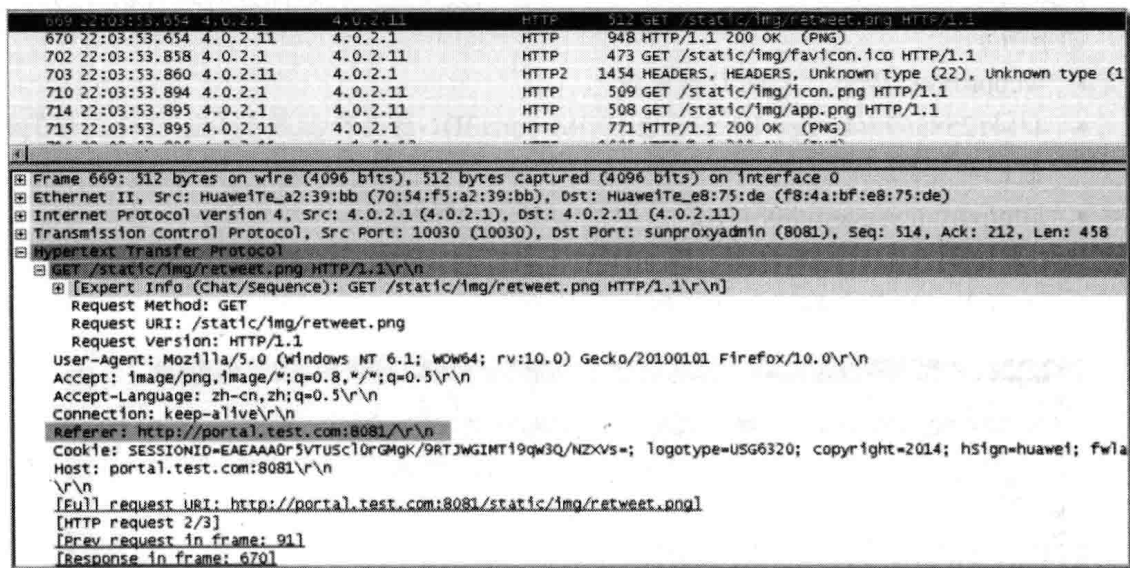 669 22:03:53.654 4.0.2.1 4.0.2.11 HTTP 512 GET /static/img/retweet.png HTTP/1.1
670 22:03:53.654 4.0.2.11 4.0.2.1 HTTP 948 HTTP/1.1 200 OK (PNG)
702 22:03:53.858 4.0.2.1 4.0.2.11 HTTP 473 GET /static/img/favicon.ico HTTP/1.1
703 22:03:53.860 4.0.2.11 4.0.2.1 HTTP2 1454 HEADERS, HEADERS, Unknown type (22), Unknown type (1
710 22:03:53.894 4.0.2.1 4.0.2.11 HTTP 509 GET /static/img/icon.png HTTP/1.1
714 22:03:53.895 4.0.2.1 4.0.2.11 HTTP 508 GET /static/img/app.png HTTP/1.1
715 22:03:53.895 4.0.2.11 4.0.2.1 HTTP 771 HTTP/1.1 200 OK (PNG)
Frame 669: 512 bytes on wire (4096 bits), 512 bytes captured (4096 bits) on interface 0
Ethernet II, Src: HuaweiTe_a2:39:bb (70:54:f5:a2:39:bb), Dst: HuaweiTe_e8:75:de (f8:4a:bf:e8:75:de)
Internet Protocol Version 4, Src: 4.0.2.1 (4.0.2.1), Dst: 4.0.2.11 (4.0.2.11)
Transmission Control Protocol, Src Port: 10030 (10030), Dst Port: sunproxyadmin (8081), Seq: 514, Ack: 212, Len: 458
Hypertext Transfer Protocol
GET /static/img/retweet.png HTTP/1.1\r\n
[Expert Info (Chat/Sequence): GET /static/img/retweet.png HTTP/1.1\r\n]
Request Method: GET
Request URI: /static/img/retweet.png
Request Version: HTTP/1.1
User-Agent: Mozilla/5.0 (Windows NT 6.1; WOW64; rv:10.0) Gecko/20100101 Firefox/10.0\r\n
Accept: image/png,image/*;q=0.8,*/*;q=0.5\r\n
Accept-Language: zh-cn,zh;q=0.5\r\n
Connection: keep-alive\r\n
Referer: http://portal.test.com:8081/\r\n
Cookie: SESSIONID=EAEAAAOr5VTUSclOrGMgK/9RTJWGIMTi9qw3Q/NZXVs=; logotype=USG6320; copyright=2014; hSign=huawei; fwla
Host: portal.test.com:8081\r\n
\r\n
[Full request URI: http://portal.test.com:8081/static/img/retweet.png]
[HTTP request 2/3]
[Prev request in frame: 91]
[Response in frame: 670]